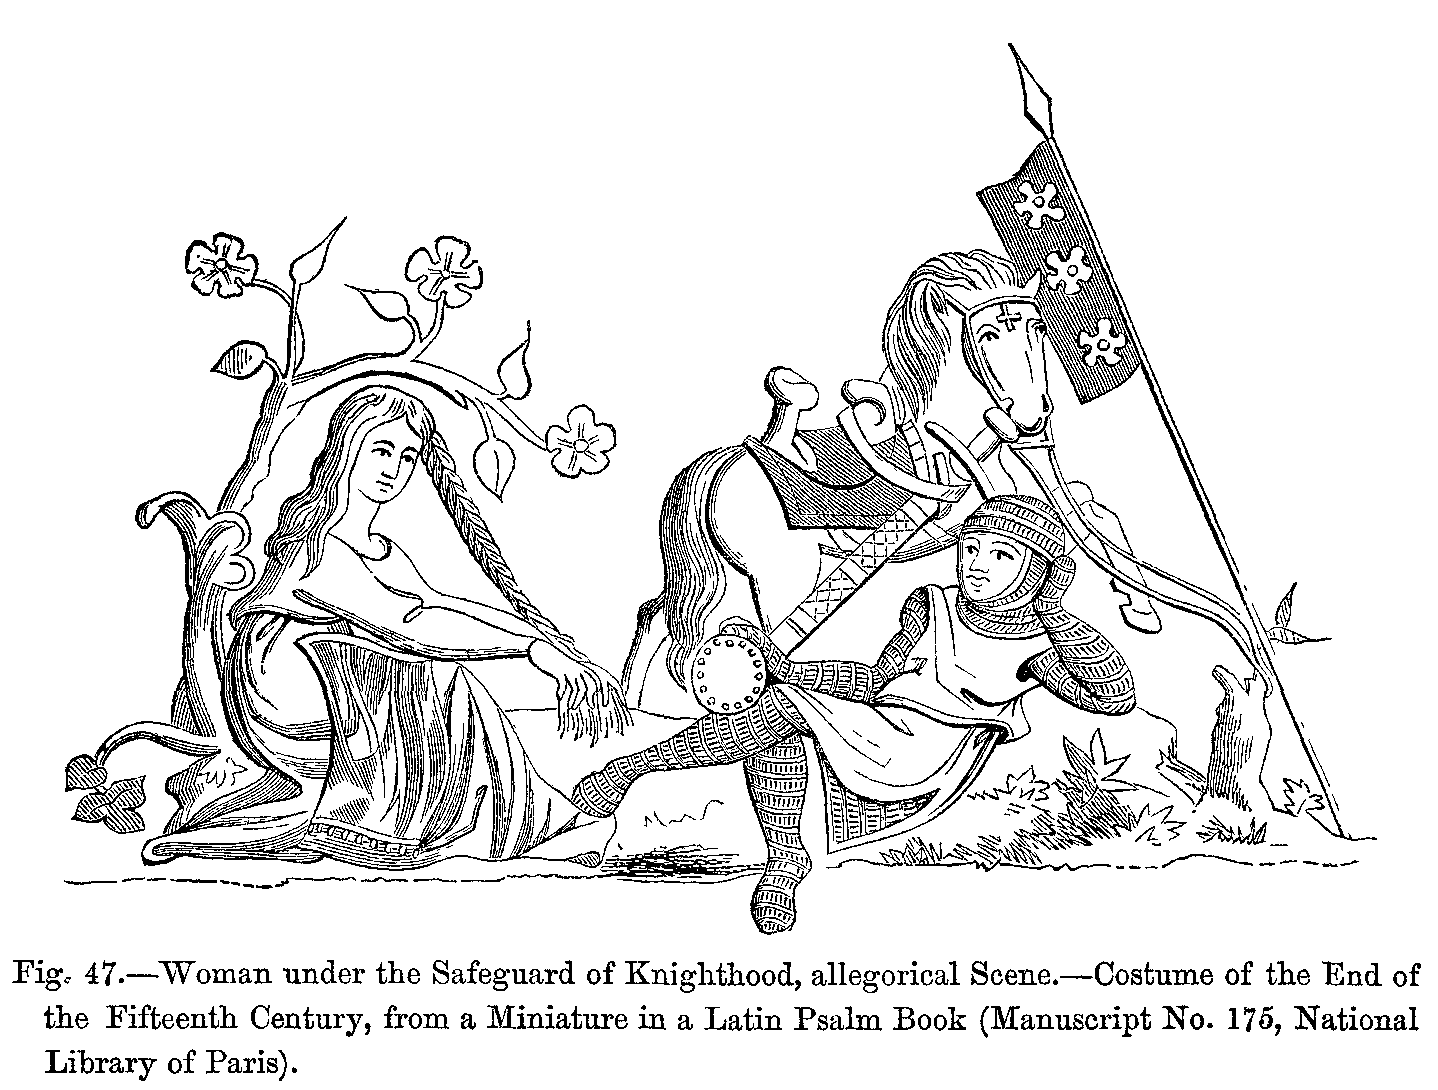 Fig. 47.—Woman under the Safeguard of Knighthood, allegorical Scene.—Costume of the End of
the Fifteenth Century, from a Miniature in a Latin Psalm Book (Manuscript No. 175, National
Library of Paris).